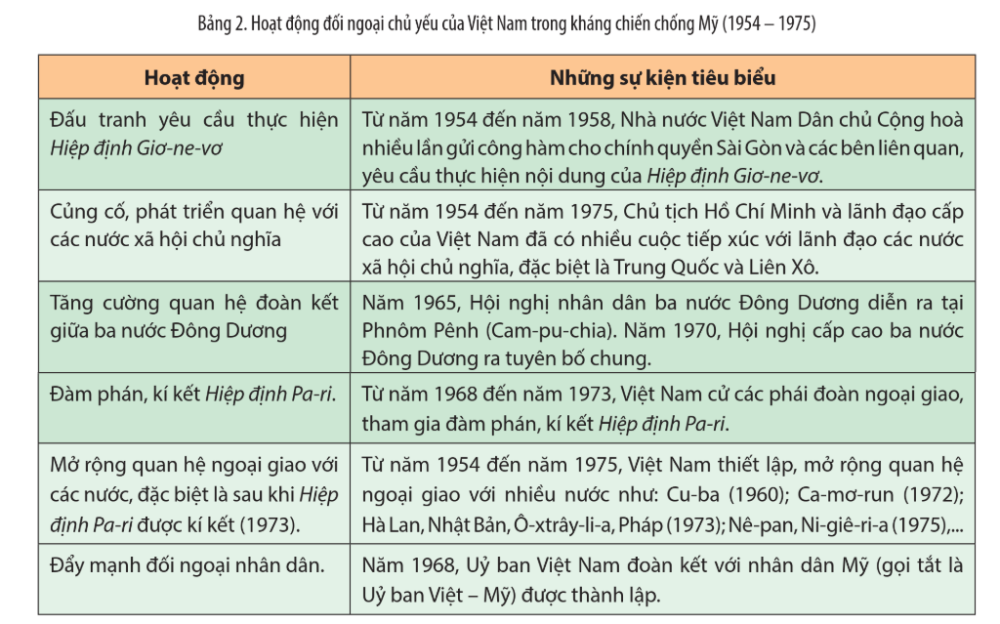 Bảng 2. Hoạt động đối ngoại chủ yếu của Việt Nam trong kháng chiến chống Mỹ (1954 – 1975)
Hoạt động
Những sự kiện tiêu biểu
Đấu tranh yêu cầu thực hiện
Hiệp định Giơ-ne-vơ
Từ năm 1954 đến năm 1958, Nhà nước Việt Nam Dân chủ Cộng hoà
nhiều lần gửi công hàm cho chính quyền Sài Gòn và các bên liên quan,
yêu cầu thực hiện nội dung của Hiệp định Giơ-ne-vơ.
Củng cố, phát triển quan hệ với
các nước xã hội chủ nghĩa
Từ năm 1954 đến năm 1975, Chủ tịch Hồ Chí Minh và lãnh đạo cấp
cao của Việt Nam đã có nhiều cuộc tiếp xúc với lãnh đạo các nước
xã hội chủ nghĩa, đặc biệt là Trung Quốc và Liên Xô.
Tăng cường quan hệ đoàn kết
giữa ba nước Đông Dương
Năm 1965, Hội nghị nhân dân ba nước Đông Dương diễn ra tại
Phnôm Pênh (Cam-pu-chia). Năm 1970, Hội nghị cấp cao ba nước
Đông Dương ra tuyên bố chung.
Đàm phán, kí kết Hiệp định Pa-ri.
Từ năm 1968 đến năm 1973, Việt Nam cử các phái đoàn ngoại giao,
tham gia đàm phán, kí kết Hiệp định Pa-ri.
Mở rộng quan hệ ngoại giao với
các nước, đặc biệt là sau khi Hiệp
định Pa-ri được kí kết (1973).
Từ năm 1954 đến năm 1975, Việt Nam thiết lập, mở rộng quan hệ
ngoại giao với nhiều nước như: Cu-ba (1960); Ca-mơ-run (1972);
Hà Lan, Nhật Bản, Ô-xtrây-li-a, Pháp (1973); Nê-pan, Ni-giê-ri-a (1975),...
Đẩy mạnh đối ngoại nhân dân.
Năm 1968, Uỷ ban Việt Nam đoàn kết với nhân dân Mỹ (gọi tắt là
Uỷ ban Việt – Mỹ) được thành lập.